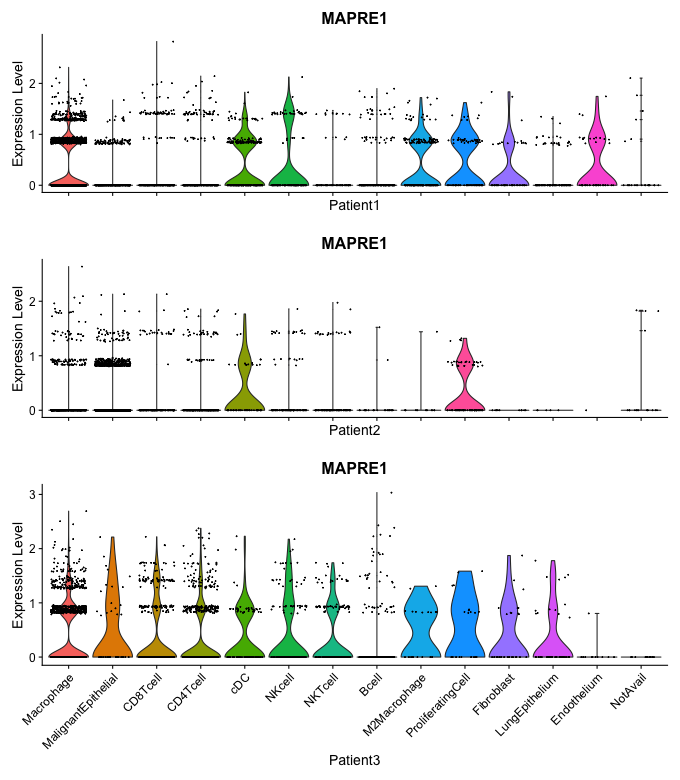 MAPRE1
Expression Level
2
1
0
Patient1
MAPRE1
Expression Level
2
1
0
Patient2
MAPRE1
Expression Level
3
2
1
0
Macrophage
MalignantEpithelial
CD8Tcell
CD4Tcell
cDC
NKcell
NKTcell
Bcell
M2Macrophage
ProliferatingCell
Fibroblast
LungEpithelium
Endothelium
NotAvail
Patient3